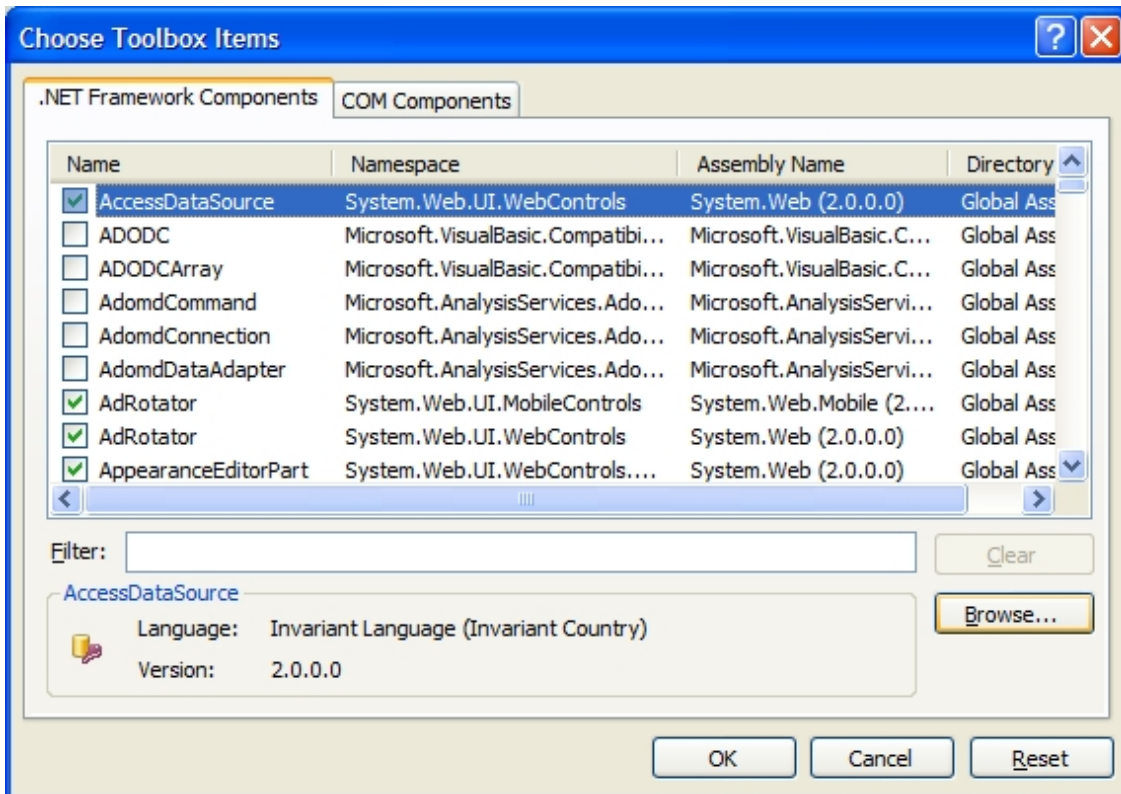 Choose Toolbox Items
.NET Framework Components COM Components
Name Namespace Assembly Name Directory
AccessDataSource System.Web.UI.WebControls System.Web (2.0.0.0) Global Ass
ADODC Microsoft.VisualBasic.Compatibi... Microsoft.VisualBasic.C... Global Ass
ADODCArray Microsoft.VisualBasic.Compatibi... Microsoft.VisualBasic.C... Global Ass
AdomdCommand Microsoft.AnalysisServices.Ado... Microsoft.AnalysisServi... Global Ass
AdomdConnection Microsoft.AnalysisServices.Ado... Microsoft.AnalysisServi... Global Ass
AdomdDataAdapter Microsoft.AnalysisServices.Ado... Microsoft.AnalysisServi... Global Ass
AdRotator System.Web.UI.MobileControls System.Web.Mobile (2.... Global Ass
AdRotator System.Web.UI.WebControls System.Web (2.0.0.0) Global Ass
AppearanceEditorPart System.Web.UI.WebControls.... System.Web (2.0.0.0) Global Ass
Filter: Clear
AccessDataSource
Browse...
Language: Invariant Language (Invariant Country)
Version: 2.0.0.0
OK Cancel Reset